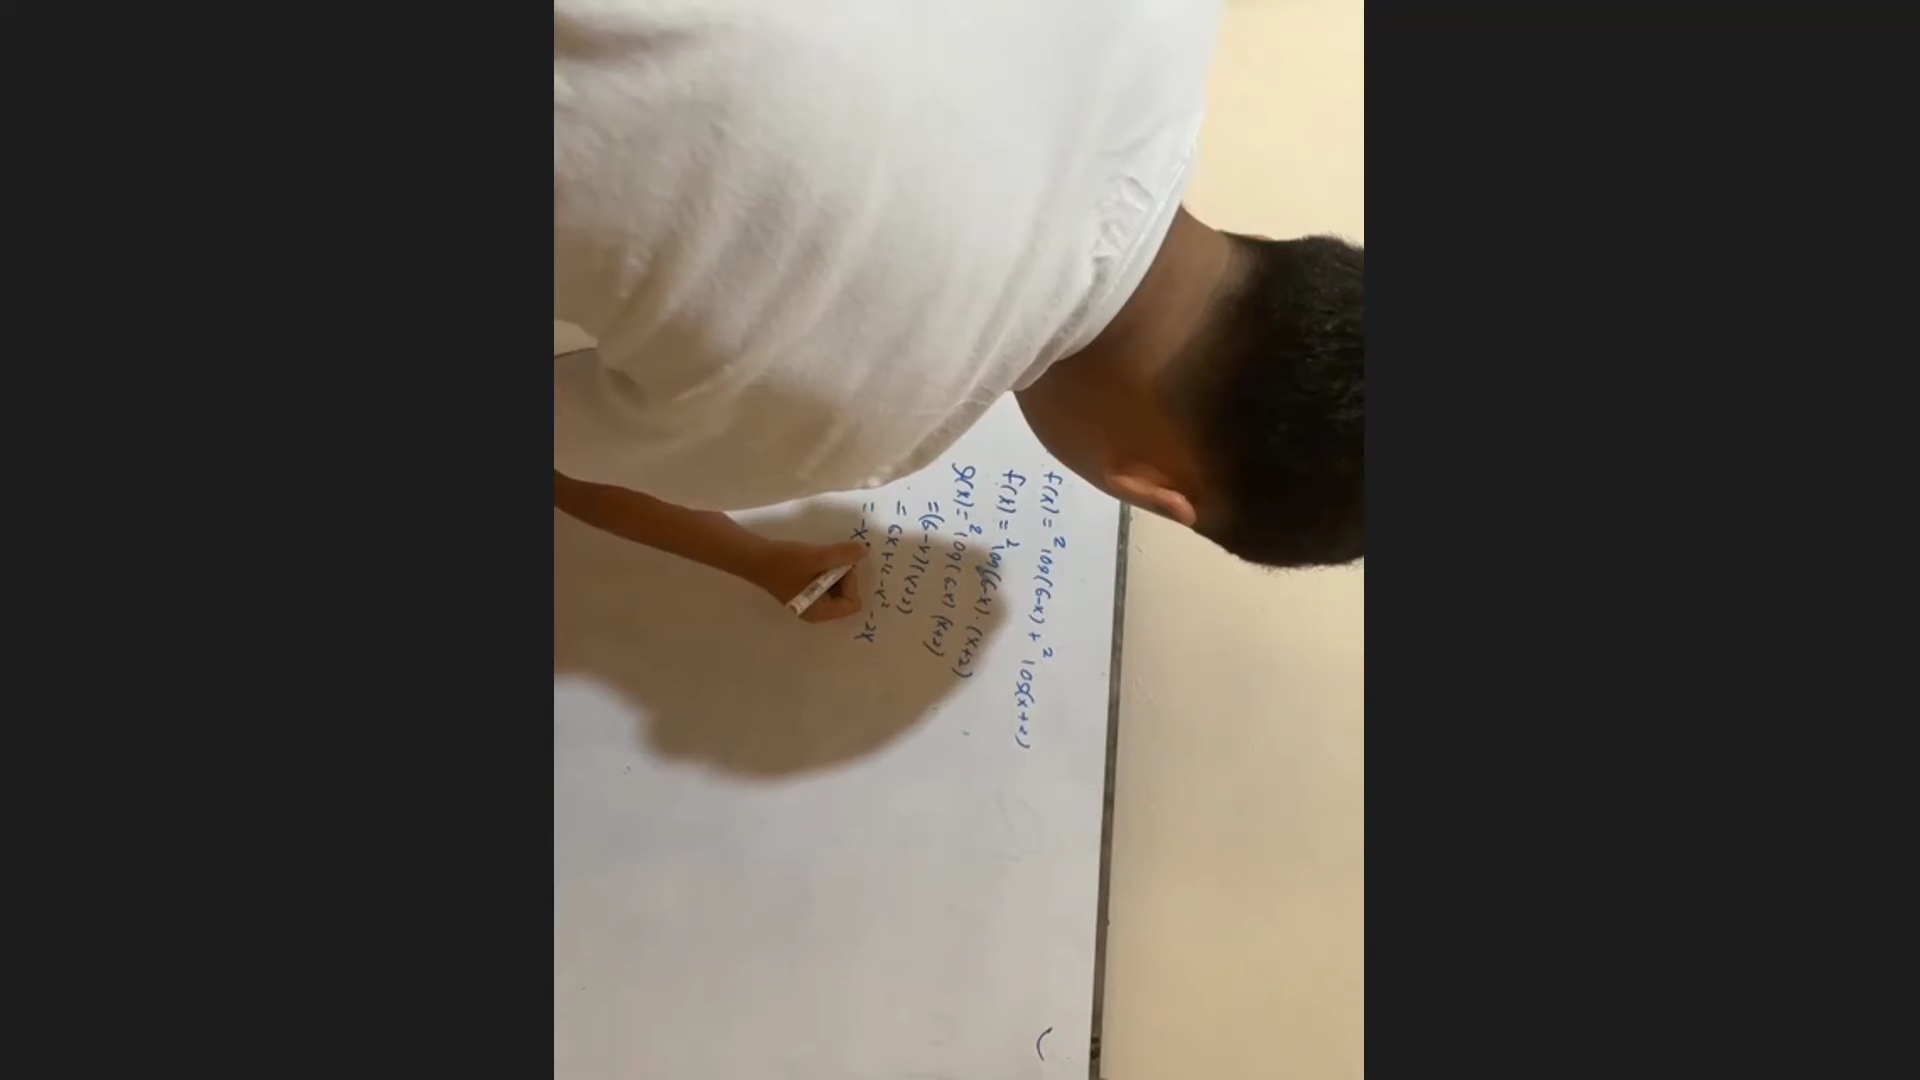 f(x) = ²log(6-x) + ²log(x+2)
f(x) = ²log(6-x) . (x+2)
g(x) = ²log(6-x) (x+2)
= (6-x)(x+2)
= 6x+12-x²-2x
= -x²